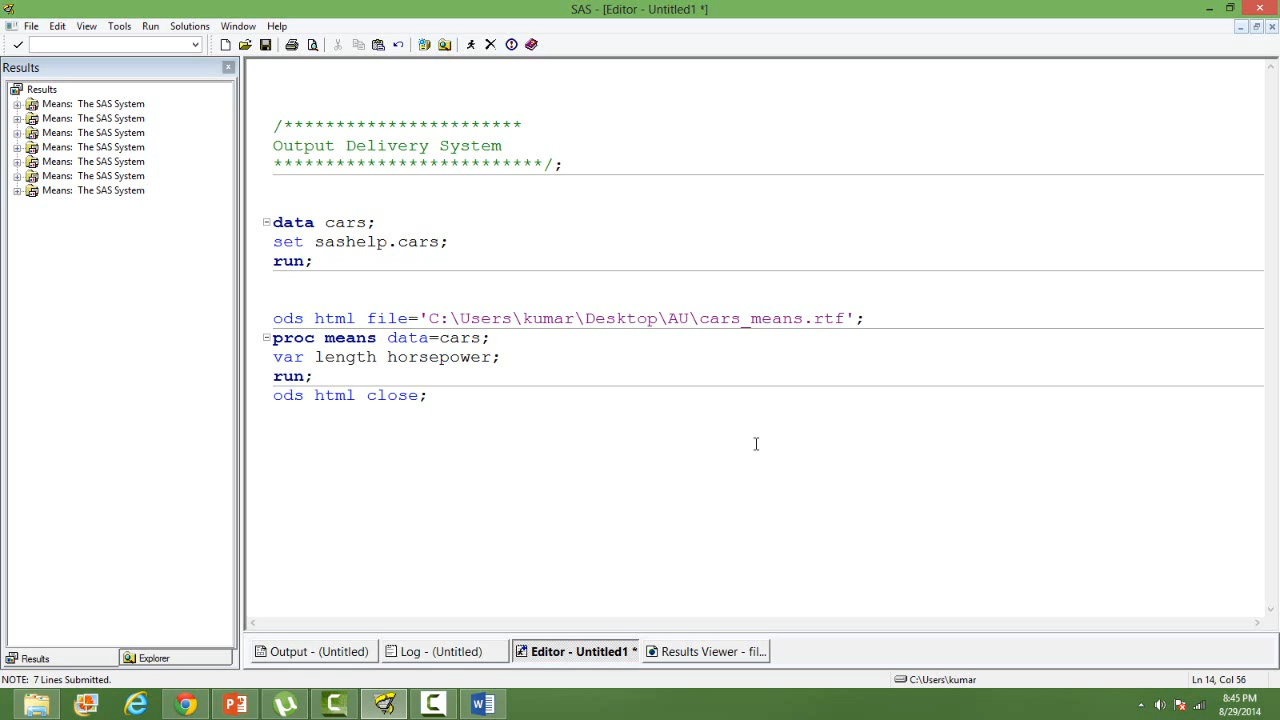 SAS - [Editor - Untitled1 *]
File Edit View Tools Run Solutions Window Help
Results
Results
Means: The SAS System
Means: The SAS System
Means: The SAS System
Means: The SAS System
Means: The SAS System
Means: The SAS System
Means: The SAS System
/***********************
Output Delivery System
**************************/;
data cars;
set sashelp.cars;
run;
ods html file='C:\Users\kumar\Desktop\AU\cars_means.rtf';
proc means data=cars;
var length horsepower;
run;
ods html close;
Results Explorer
Output - (Untitled) Log - (Untitled) Editor - Untitled1 * Results Viewer - fil...
NOTE: 7 Lines Submitted. C:\Users\kumar Ln 14, Col 56
8:45 PM
8/29/2014